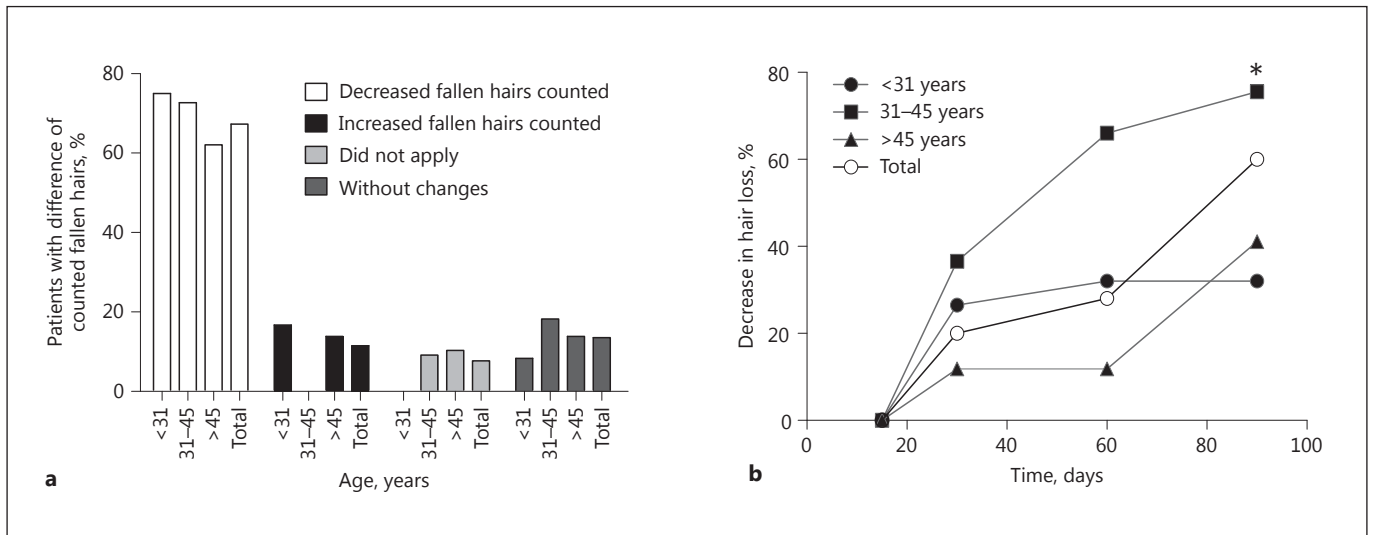 Patients with difference of
counted fallen hairs, %
80
60
40
20
0
Decreased fallen hairs counted
Increased fallen hairs counted
Did not apply
Without changes
<31
31–45
>45
Total
<31
31–45
>45
Total
<31
31–45
>45
Total
<31
31–45
>45
Total
Age, years
a
Decrease in hair loss, %
80
60
40
20
0
<31 years
31–45 years
>45 years
Total
*
0
20
40
60
80
100
Time, days
b